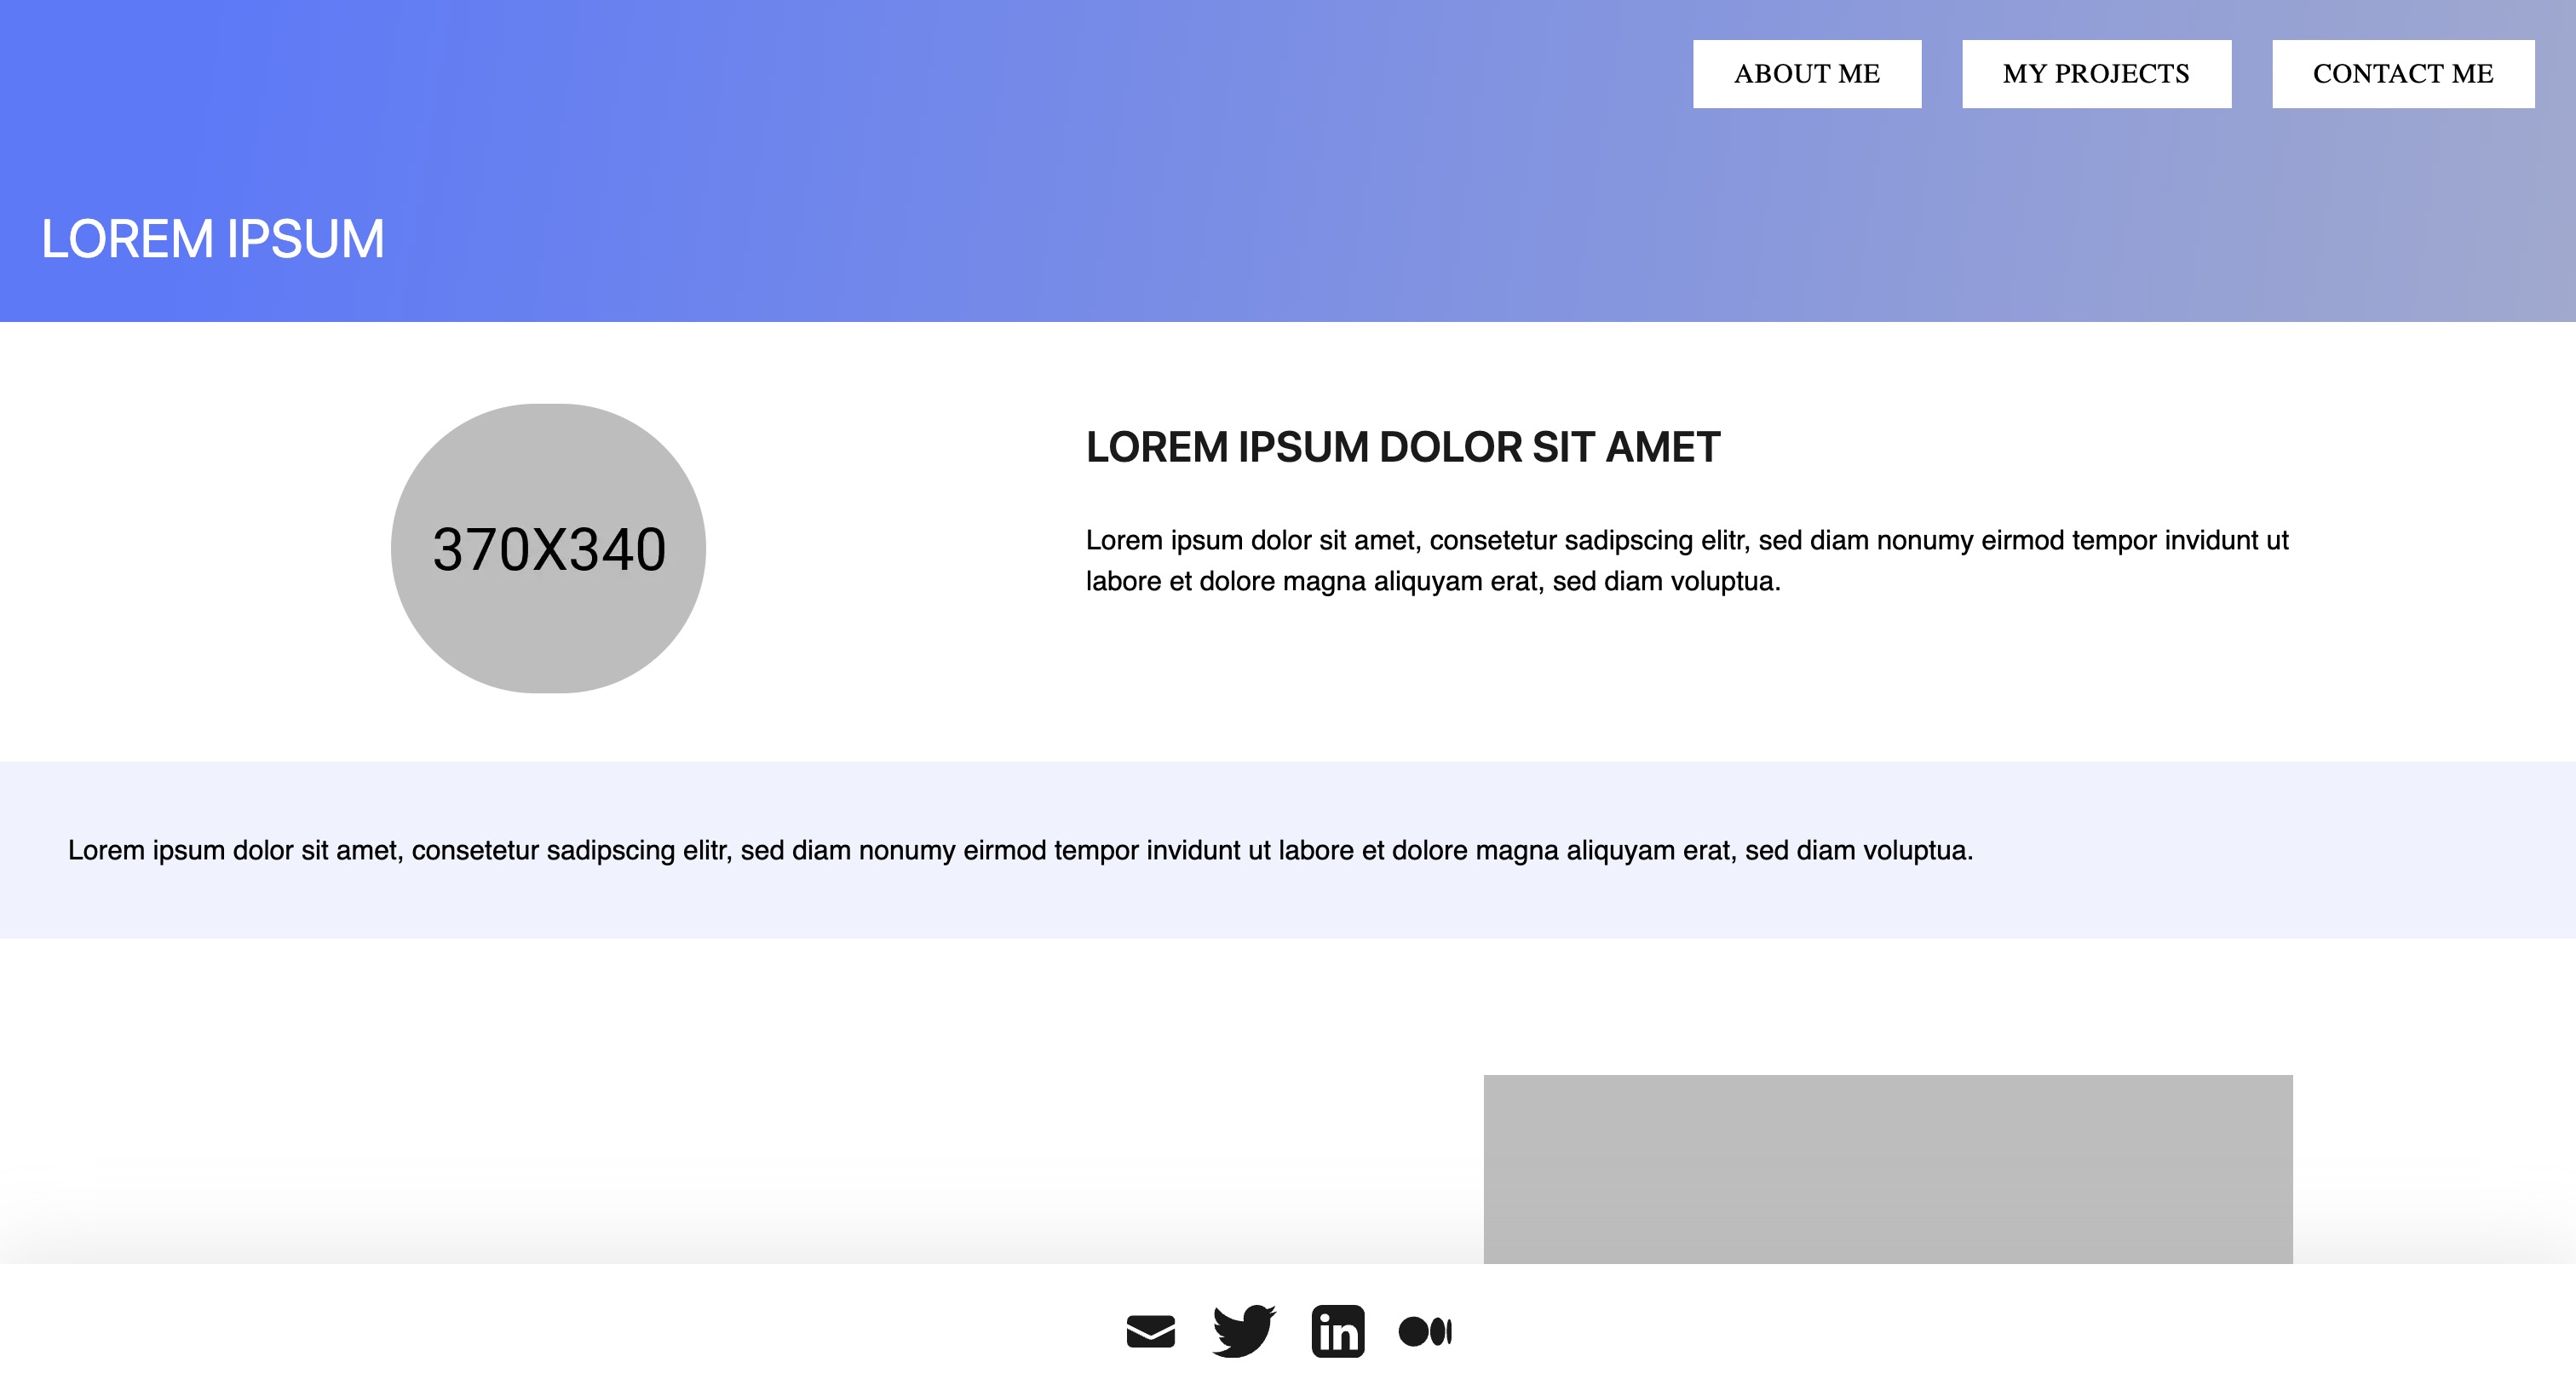 ABOUT ME
MY PROJECTS
CONTACT ME
LOREM IPSUM
370X340
LOREM IPSUM DOLOR SIT AMET
Lorem ipsum dolor sit amet, consetetur sadipscing elitr, sed diam nonumy eirmod tempor invidunt ut
labore et dolore magna aliquyam erat, sed diam voluptua.
Lorem ipsum dolor sit amet, consetetur sadipscing elitr, sed diam nonumy eirmod tempor invidunt ut labore et dolore magna aliquyam erat, sed diam voluptua.
in